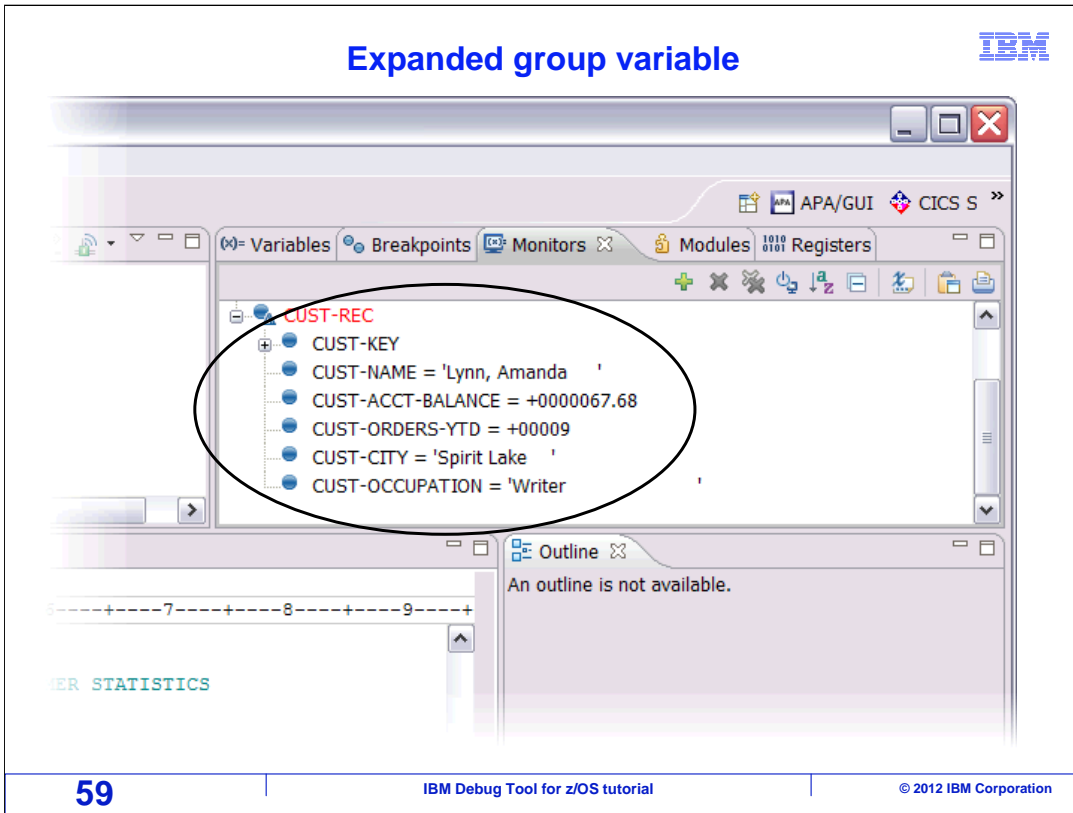 Expanded group variable
IBM
APA APA/GUI CICS S »
(x)= Variables Breakpoints Monitors Modules 1010 0101 Registers
CUST-REC
CUST-KEY
CUST-NAME = 'Lynn, Amanda    '
CUST-ACCT-BALANCE = +0000067.68
CUST-ORDERS-YTD = +00009
CUST-CITY = 'Spirit Lake    '
CUST-OCCUPATION = 'Writer                    '
Outline
An outline is not available.
----+----7----+----8----+----9----+
ER STATISTICS
59
IBM Debug Tool for z/OS tutorial
© 2012 IBM Corporation